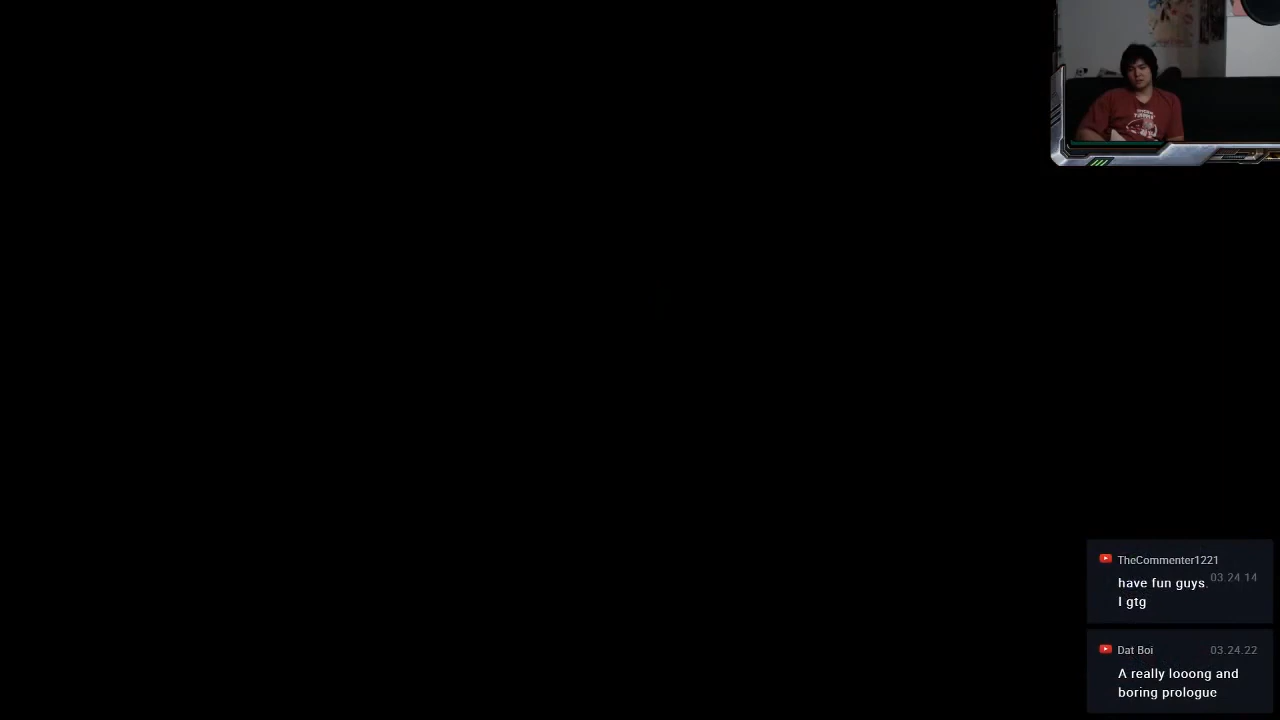 TheCommenter1221
03.24 14
have fun guys.
I gtg
Dat Boi 03.24.22
A really looong and
boring prologue